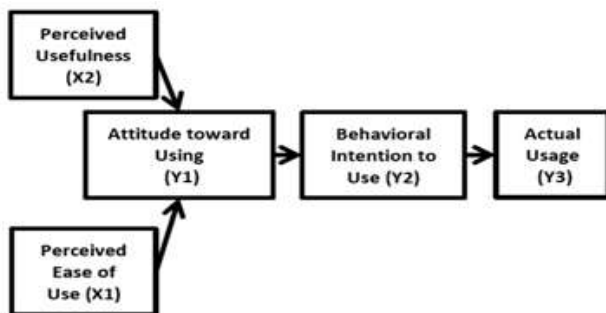 Perceived
Usefulness
(X2)
Attitude toward
Using
(Y1)
Behavioral
Intention to
Use (Y2)
Actual
Usage
(Y3)
Perceived
Ease of
Use (X1)